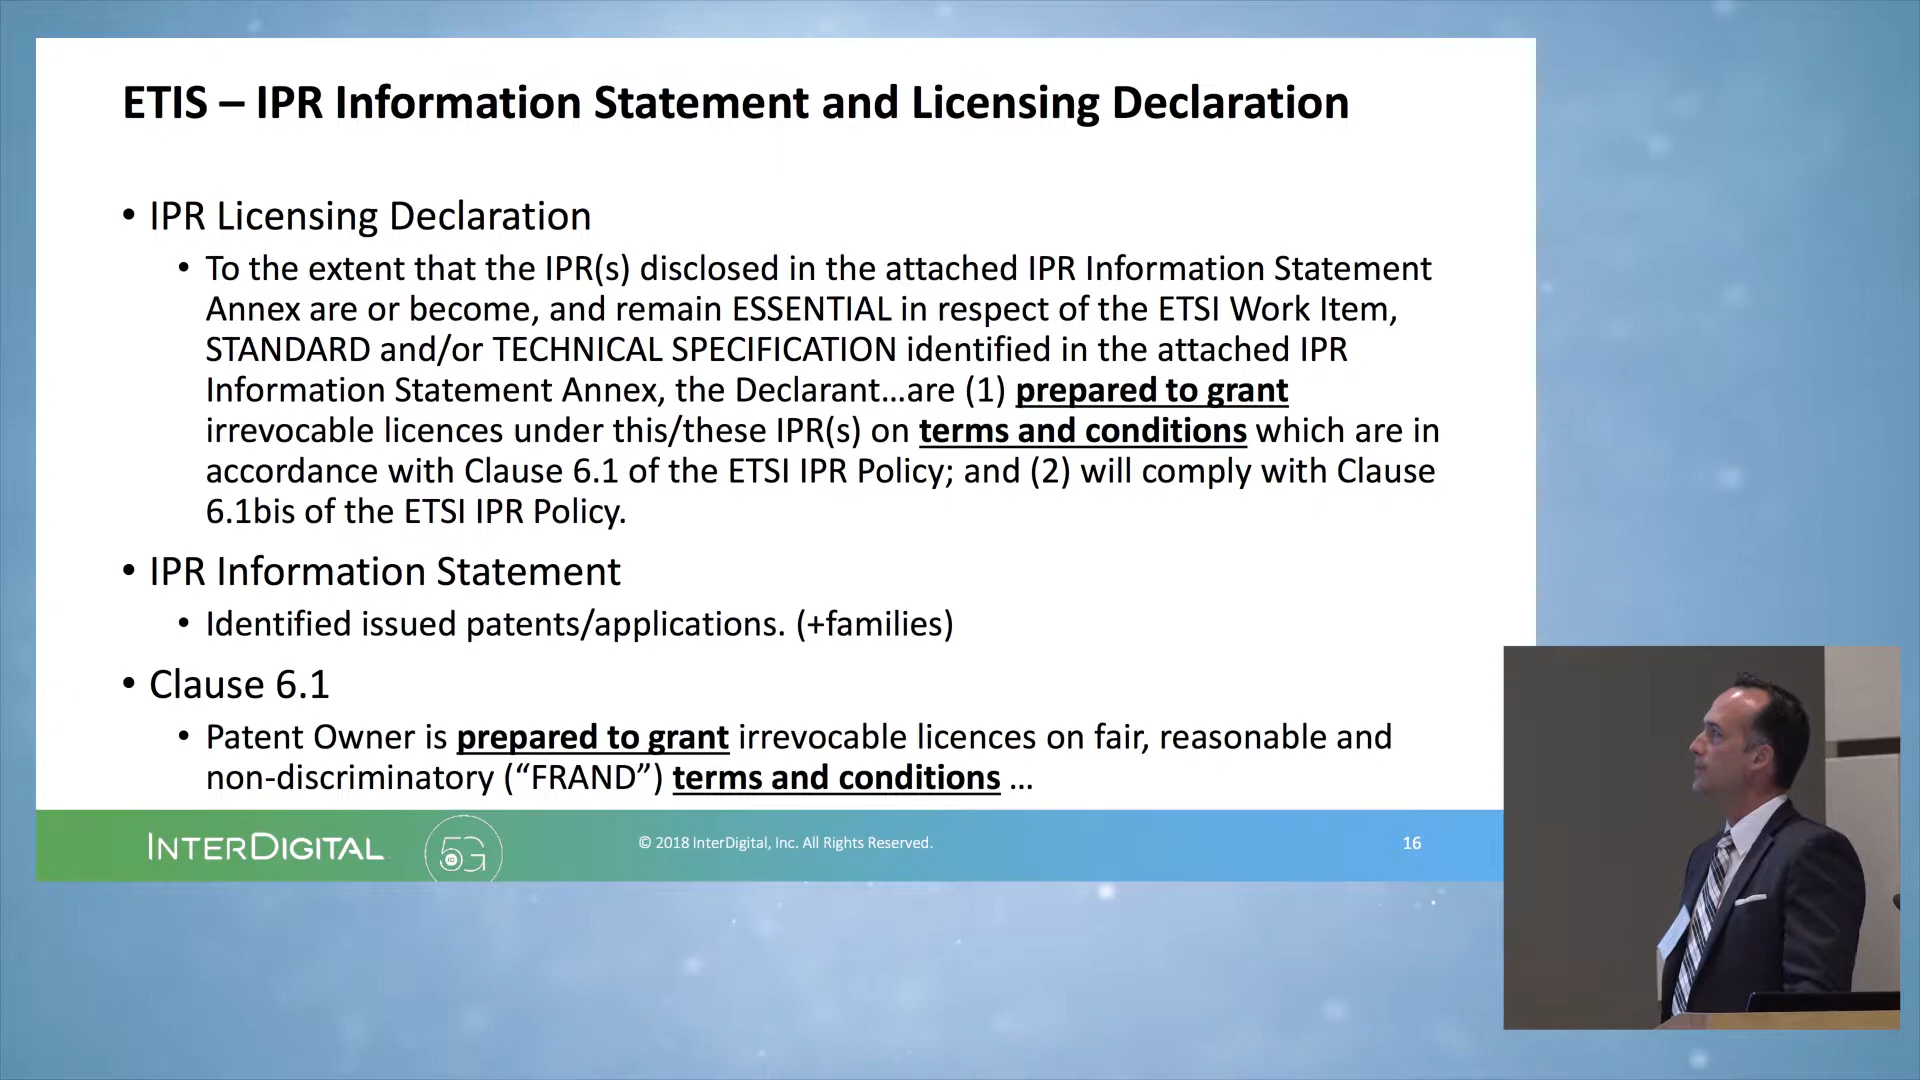 ETIS – IPR Information Statement and Licensing Declaration
• IPR Licensing Declaration
• To the extent that the IPR(s) disclosed in the attached IPR Information Statement
Annex are or become, and remain ESSENTIAL in respect of the ETSI Work Item,
STANDARD and/or TECHNICAL SPECIFICATION identified in the attached IPR
Information Statement Annex, the Declarant…are (1) prepared to grant
irrevocable licences under this/these IPR(s) on terms and conditions which are in
accordance with Clause 6.1 of the ETSI IPR Policy; and (2) will comply with Clause
6.1bis of the ETSI IPR Policy.
• IPR Information Statement
• Identified issued patents/applications. (+families)
• Clause 6.1
• Patent Owner is prepared to grant irrevocable licences on fair, reasonable and
non-discriminatory (“FRAND”) terms and conditions …
INTERDIGITAL
5G
© 2018 InterDigital, Inc. All Rights Reserved.
16